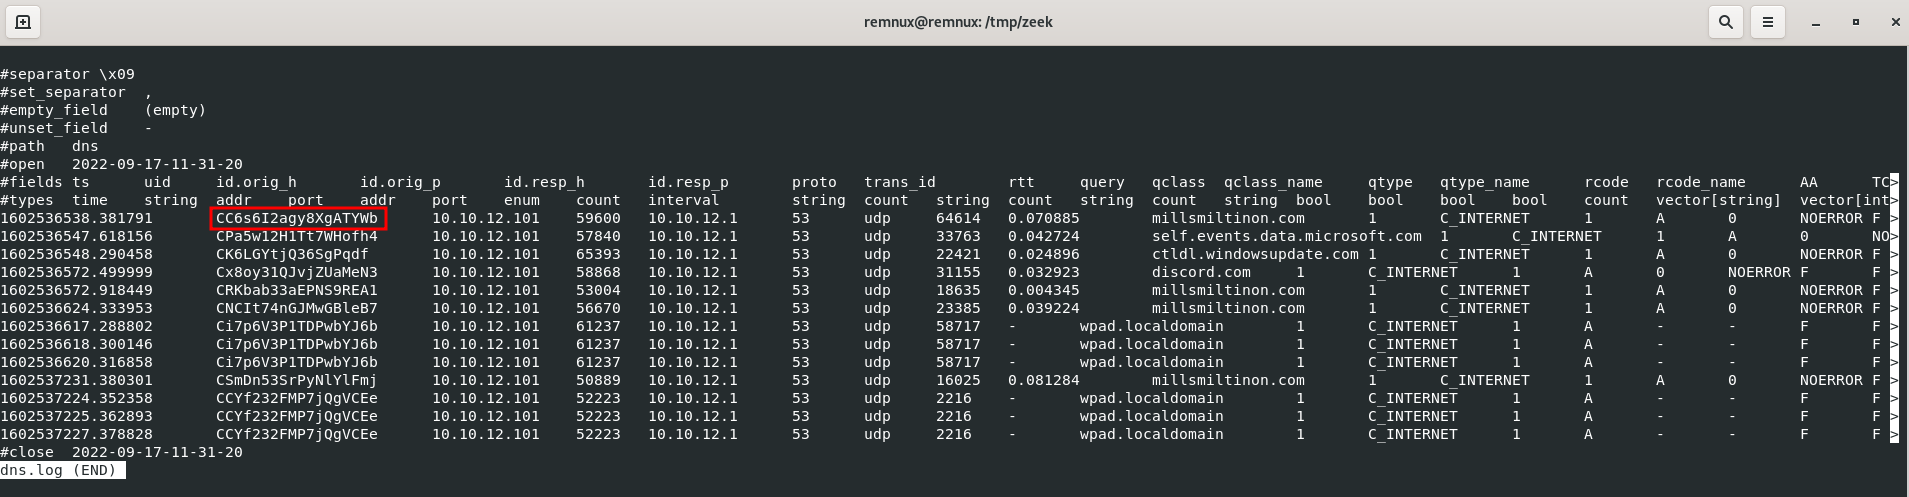 remnux@remnux: /tmp/zeek
#separator \x09
#set_separator  ,
#empty_field    (empty)
#unset_field    -
#path   dns
#open   2022-09-17-11-31-20
#fields ts      uid     id.orig_h       id.orig_p       id.resp_h       id.resp_p       proto   trans_id        rtt     query   qclass  qclass_name     qtype   qtype_name      rcode   rcode_name      AA      TC>
#types  time    string  addr    port    addr    port    enum    count   interval        string  count   string  count   string  bool    bool    bool    bool    count   vector[string]  vector[int>
1602536538.381791       CC6s6I2agy8XgATYWb      10.10.12.101    59600   10.10.12.1      53      udp     64614   0.070885        millsmiltinon.com       1       C_INTERNET      1       A       0       NOERROR F       F >
1602536547.618156       CPa5w12H1Tt7WHofh4      10.10.12.101    57840   10.10.12.1      53      udp     33763   0.042724        self.events.data.microsoft.com  1       C_INTERNET      1       A       0       NO>
1602536548.290458       CK6LGYtjQ36SgPqdf       10.10.12.101    65393   10.10.12.1      53      udp     22421   0.024896        ctldl.windowsupdate.com 1       C_INTERNET      1       A       0       NOERROR F       F >
1602536572.499999       Cx8oy31QJvjZUaMeN3      10.10.12.101    58868   10.10.12.1      53      udp     31155   0.032923        discord.com     1       C_INTERNET      1       A       0       NOERROR F       F >
1602536572.918449       CRKbab33aEPNS9REA1      10.10.12.101    53004   10.10.12.1      53      udp     18635   0.004345        millsmiltinon.com       1       C_INTERNET      1       A       0       NOERROR F       F >
1602536624.333953       CNCIt74nGJMwGBleB7      10.10.12.101    56670   10.10.12.1      53      udp     23385   0.039224        millsmiltinon.com       1       C_INTERNET      1       A       0       NOERROR F       F >
1602536617.288802       Ci7p6V3P1TDPwbYJ6b      10.10.12.101    61237   10.10.12.1      53      udp     58717   -       wpad.localdomain        1       C_INTERNET      1       A       -       -       F       F >
1602536618.300146       Ci7p6V3P1TDPwbYJ6b      10.10.12.101    61237   10.10.12.1      53      udp     58717   -       wpad.localdomain        1       C_INTERNET      1       A       -       -       F       F >
1602536620.316858       Ci7p6V3P1TDPwbYJ6b      10.10.12.101    61237   10.10.12.1      53      udp     58717   -       wpad.localdomain        1       C_INTERNET      1       A       -       -       F       F >
1602537231.380301       CSmDn53SrPyNlYlFmj      10.10.12.101    50889   10.10.12.1      53      udp     16025   0.081284        millsmiltinon.com       1       C_INTERNET      1       A       0       NOERROR F       F >
1602537224.352358       CCYf232FMP7jQgVCEe      10.10.12.101    52223   10.10.12.1      53      udp     2216    -       wpad.localdomain        1       C_INTERNET      1       A       -       -       F       F >
1602537225.362893       CCYf232FMP7jQgVCEe      10.10.12.101    52223   10.10.12.1      53      udp     2216    -       wpad.localdomain        1       C_INTERNET      1       A       -       -       F       F >
1602537227.378828       CCYf232FMP7jQgVCEe      10.10.12.101    52223   10.10.12.1      53      udp     2216    -       wpad.localdomain        1       C_INTERNET      1       A       -       -       F       F >
#close  2022-09-17-11-31-20
dns.log (END)